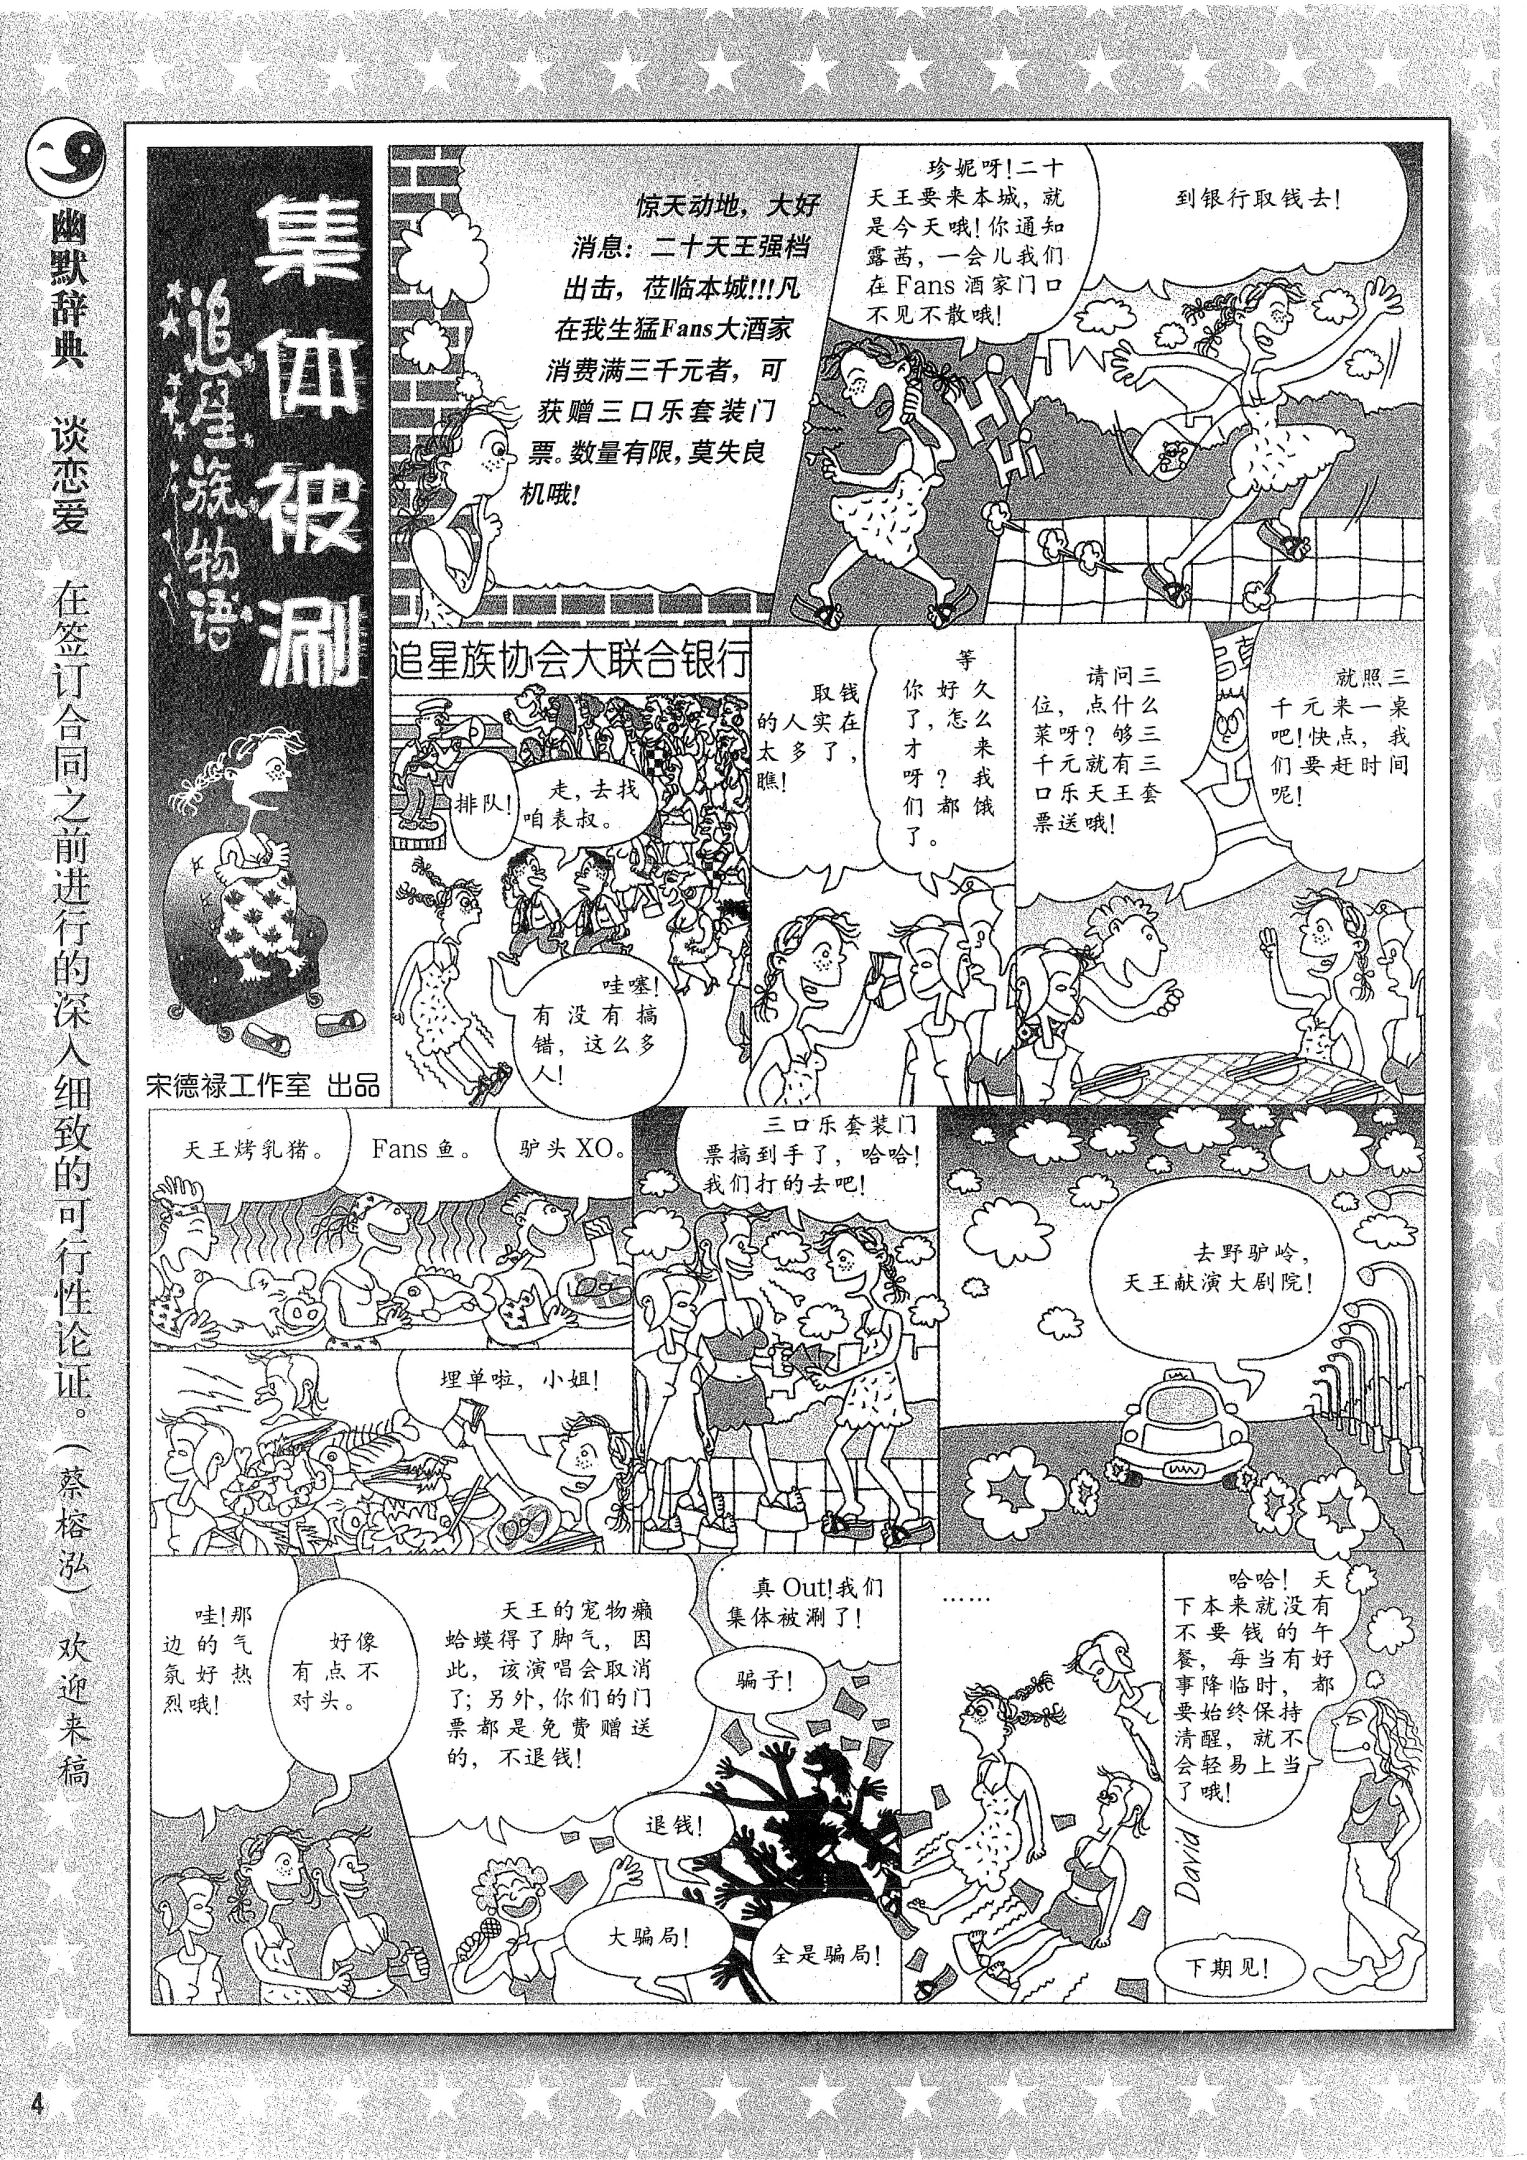 幽默辞典 谈恋爱 在签订合同之前进行的深入细致的可行性论证。(蔡榕泓) 欢迎来稿
集体被涮
追星族物语
宋德禄工作室 出品
惊天动地，大好
消息：二十天王强档
出击，莅临本城!!!凡
在我生猛Fans大酒家
消费满三千元者，可
获赠三口乐套装门
票。数量有限，莫失良
机哦!
珍妮呀!二十
天王要来本城，就
是今天哦!你通知
露茜，一会儿我们
在Fans酒家门口
不见不散哦!
Hi
Hi
到银行取钱去!
追星族协会大联合银行
排队!
走，去找
咱表叔。
哇噻!
有没有搞
错，这么多
人!
取钱
的人实在
太多了，
瞧!
等
你好久
了，怎么
才来
呀？我
们都饿
了。
请问三
位，点什么
菜呀？够三
千元就有三
口乐天王套
票送哦!
就照三
千元来一桌
吧!快点，我
们要赶时间
呢!
天王烤乳猪。
Fans鱼。
驴头XO。
埋单啦，小姐!
三口乐套装门
票搞到手了，哈哈!
我们打的去吧!
去野驴岭，
天王献演大剧院!
哇!那
边的气
氛好热
烈哦!
好像
有点不
对头。
天王的宠物癞
蛤蟆得了脚气，因
此，该演唱会取消
了；另外，你们的门
票都是免费赠送
的，不退钱!
真Out!我们
集体被涮了!
骗子!
退钱!
大骗局!
全是骗局!
……
哈哈！天
下本来就没有
不要钱的午
餐，每当有好
事降临时，都
要始终保持
清醒，就不
会轻易上当
了哦!
David
下期见!
4